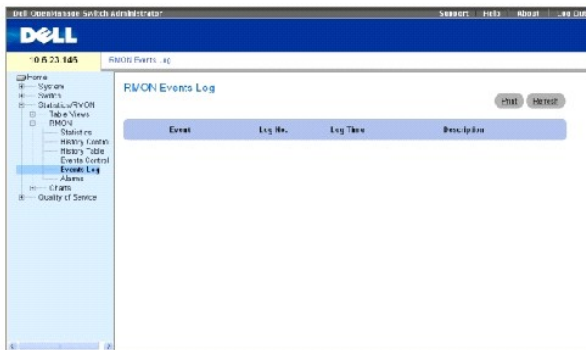 Dell OpenManage Switch Administrator
Support Help About Log Out
DELL
10.6.23.146
RMON Events Log
Home
System
Switch
Statistics/RMON
Table Views
RMON
Statistics
History Control
History Table
Events Control
Events Log
Alarms
Charts
Quality of Service
RMON Events Log
Print Refresh
Event Log No. Log Time Description